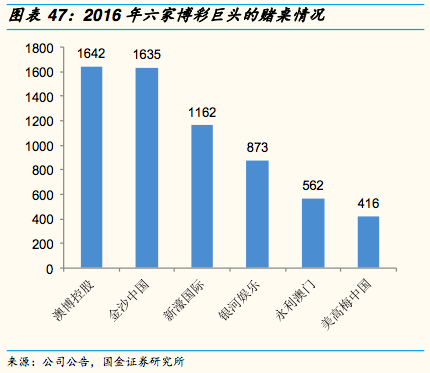 图表 47：2016 年六家博彩巨头的赌桌情况
1800
1600
1400
1200
1000
800
600
400
200
0
1642
1635
1162
873
562
416
澳博控股
金沙中国
新濠国际
银河娱乐
永利澳门
美高梅中国
来源：公司公告，国金证券研究所